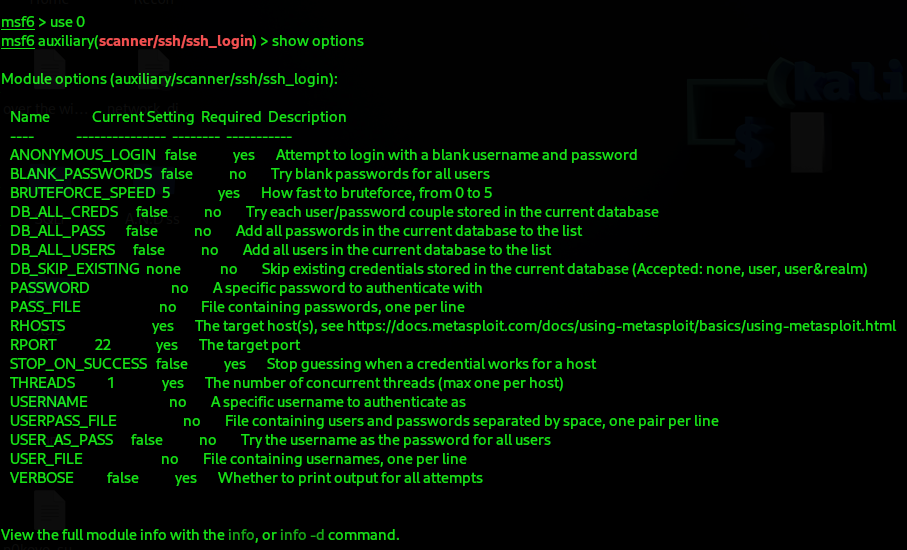 msf6 > use 0
msf6 auxiliary(scanner/ssh/ssh_login) > show options
Module options (auxiliary/scanner/ssh/ssh_login):
Name Current Setting Required Description
---- --------------- -------- -----------
ANONYMOUS_LOGIN false yes Attempt to login with a blank username and password
BLANK_PASSWORDS false no Try blank passwords for all users
BRUTEFORCE_SPEED 5 yes How fast to bruteforce, from 0 to 5
DB_ALL_CREDS false no Try each user/password couple stored in the current database
DB_ALL_PASS false no Add all passwords in the current database to the list
DB_ALL_USERS false no Add all users in the current database to the list
DB_SKIP_EXISTING none no Skip existing credentials stored in the current database (Accepted: none, user, user&realm)
PASSWORD no A specific password to authenticate with
PASS_FILE no File containing passwords, one per line
RHOSTS yes The target host(s), see https://docs.metasploit.com/docs/using-metasploit/basics/using-metasploit.html
RPORT 22 yes The target port
STOP_ON_SUCCESS false yes Stop guessing when a credential works for a host
THREADS 1 yes The number of concurrent threads (max one per host)
USERNAME no A specific username to authenticate as
USERPASS_FILE no File containing users and passwords separated by space, one pair per line
USER_AS_PASS false no Try the username as the password for all users
USER_FILE no File containing usernames, one per line
VERBOSE false yes Whether to print output for all attempts
View the full module info with the info, or info -d command.
kali